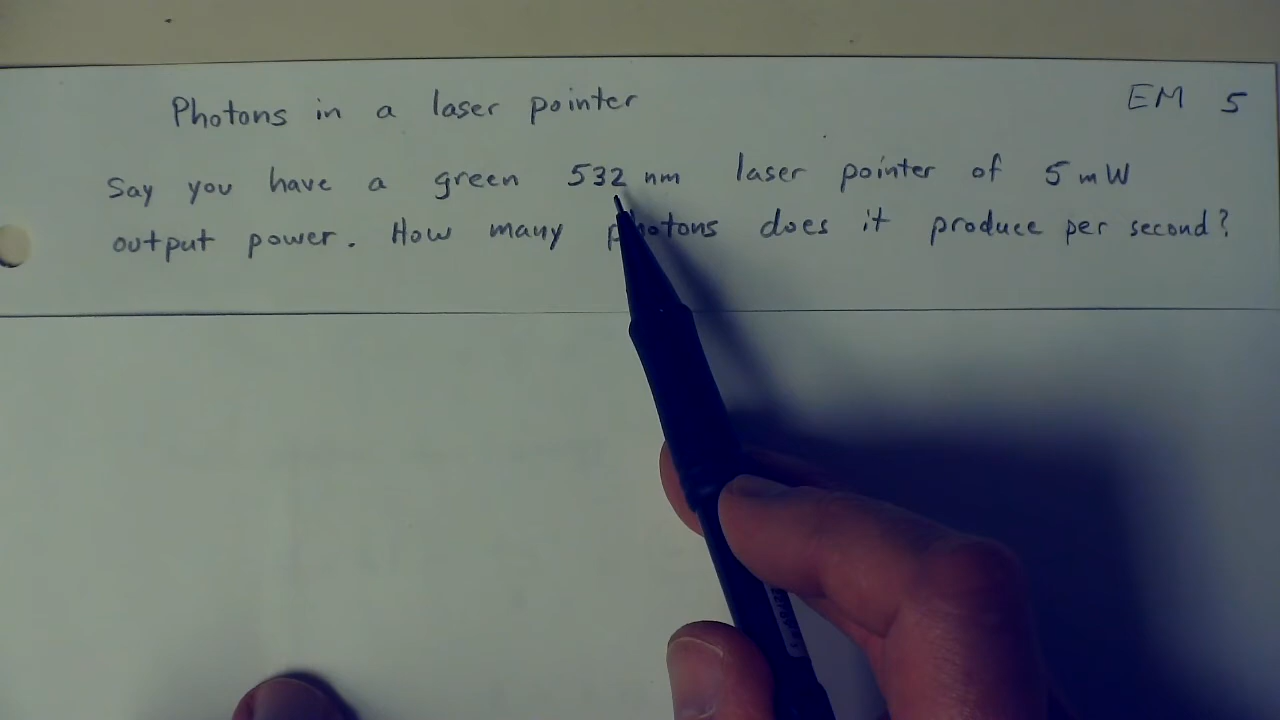 Photons in a laser pointer
EM 5
Say you have a green 532 nm laser pointer of 5 mW
output power. How many photons does it produce per second?